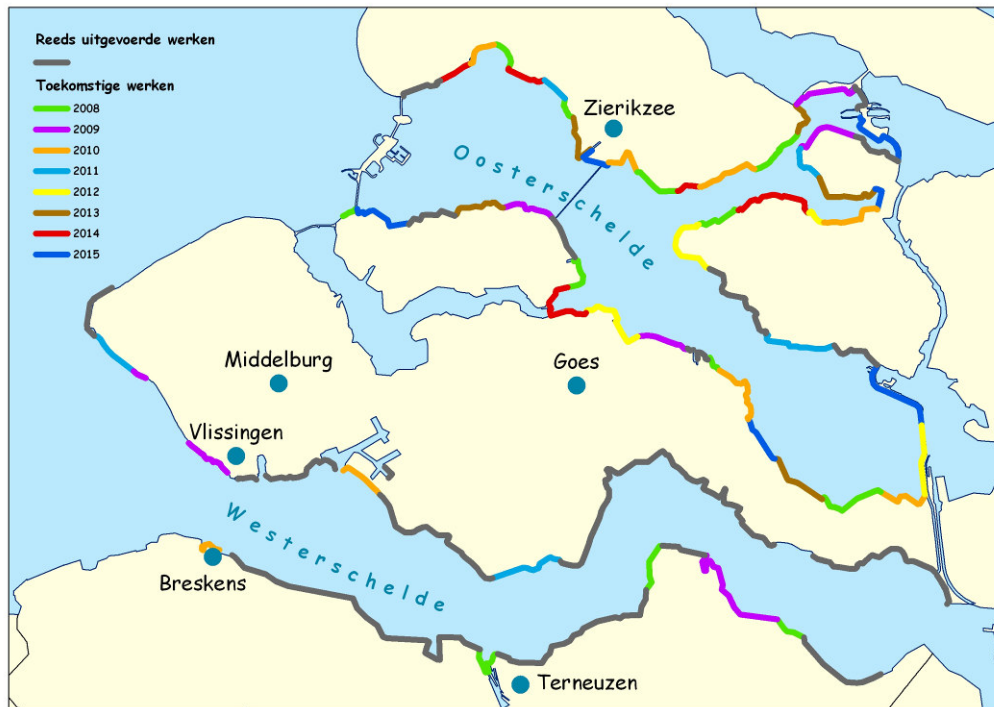 Reeds uitgevoerde werken
Toekomstige werken
2008
2009
2010
2011
2012
2013
2014
2015
Zierikzee
Oosterschelde
Middelburg
Goes
Vlissingen
Westerschelde
Breskens
Terneuzen